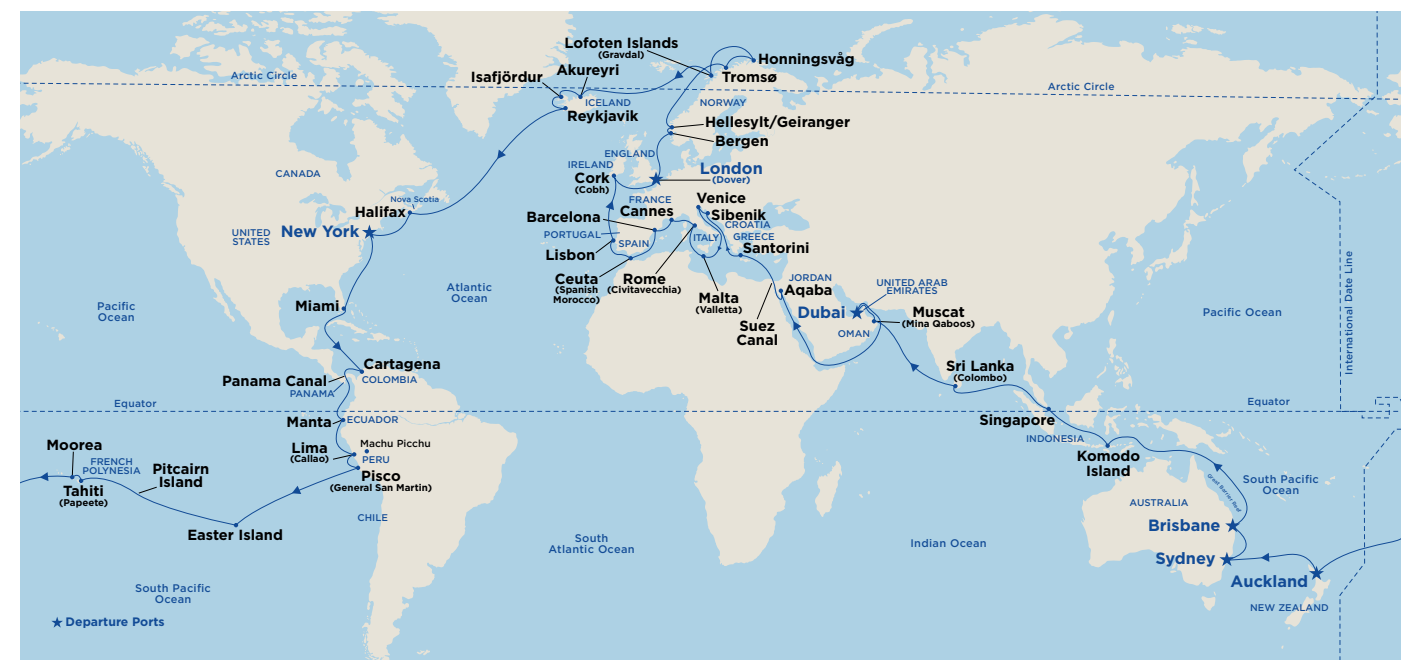 Lofoten Islands
(Gravdal)
Honningsvåg
Isafjördur
Akureyri
Tromsø
Arctic Circle
Arctic Circle
ICELAND
NORWAY
Reykjavik
Hellesylt/Geiranger
Bergen
ENGLAND
IRELAND
London
(Dover)
CANADA
Cork
(Cobh)
Nova Scotia
FRANCE
Venice
Halifax
Barcelona
Cannes
Sibenik
CROATIA
UNITED
STATES
New York
PORTUGAL
SPAIN
ITALY
GREECE
Lisbon
Santorini
Ceuta
(Spanish
Morocco)
Rome
(Civitavecchia)
Malta
(Valletta)
JORDAN
Aqaba
UNITED ARAB
EMIRATES
Atlantic
Ocean
Pacific
Ocean
Miami
Suez
Canal
Dubai
OMAN
Muscat
(Mina Qaboos)
Pacific Ocean
International Date Line
Cartagena
COLOMBIA
Panama Canal
PANAMA
Sri Lanka
(Colombo)
Equator
Equator
Manta
ECUADOR
Singapore
INDONESIA
Moorea
FRENCH
POLYNESIA
Pitcairn
Island
Lima
(Callao)
Machu Picchu
PERU
Komodo
Island
Tahiti
(Papeete)
Pisco
(General San Martin)
South Pacific
Ocean
Great Barrier Reef
AUSTRALIA
Easter Island
CHILE
Brisbane
South
Atlantic Ocean
Indian Ocean
Sydney
Auckland
South Pacific
Ocean
NEW ZEALAND
Departure Ports